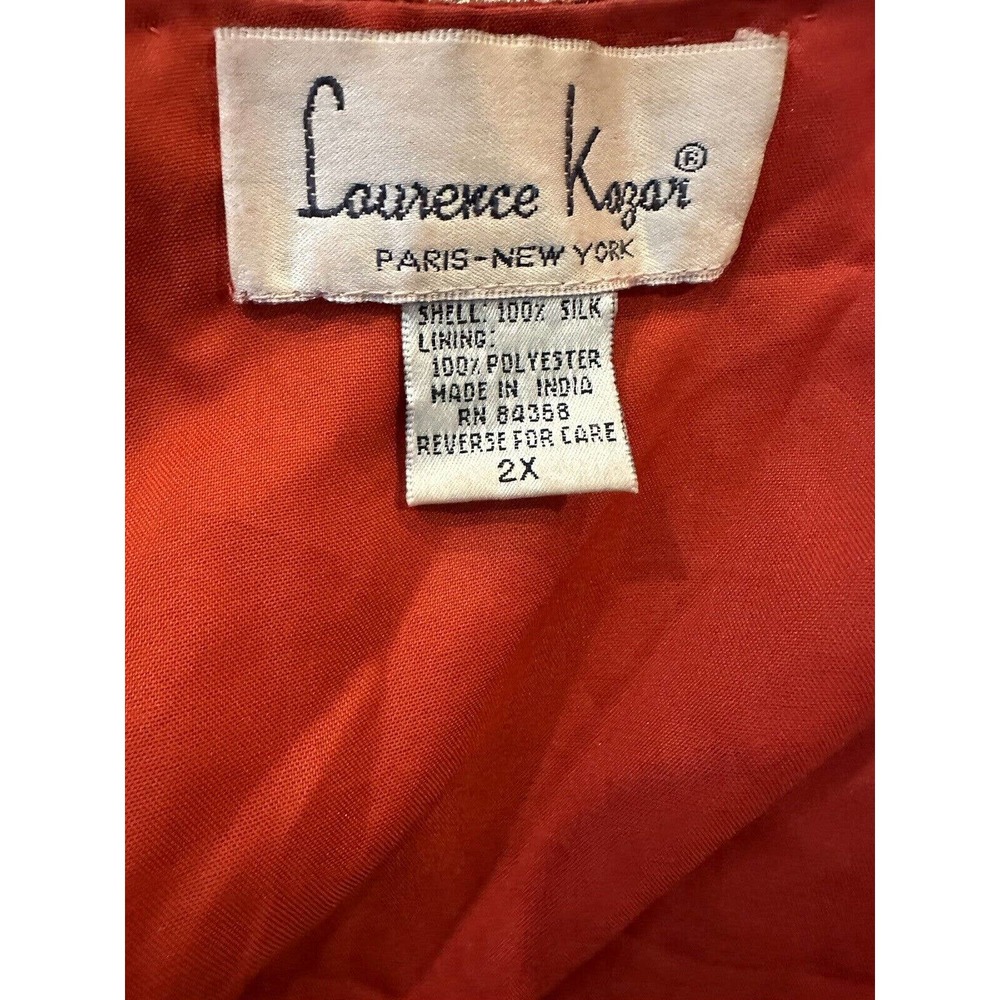 Laurence Kazar®
PARIS-NEW YORK
SHELL: 100% SILK
LINING:
100% POLYESTER
MADE IN INDIA
RN 84368
REVERSE FOR CARE
2X